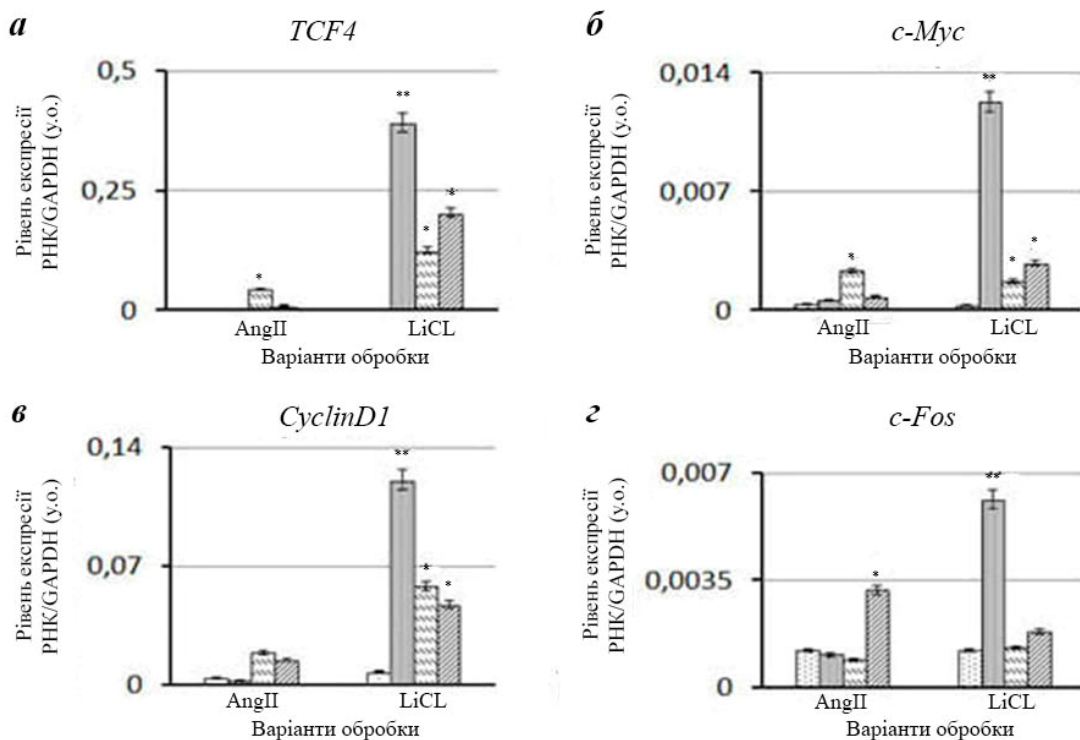 а
TCF4
0,5
0,25
0
Рівень експресії
РНК/GAPDH (у.о.)
**
*
*
*
AngII
LiCL
Варіанти обробки
б
c-Myc
0,014
0,007
0
Рівень експресії
РНК/GAPDH (у.о.)
**
*
*
*
AngII
LiCL
Варіанти обробки
в
CyclinD1
0,14
0,07
0
Рівень експресії
РНК/GAPDH (у.о.)
**
*
*
AngII
LiCL
Варіанти обробки
г
c-Fos
0,007
0,0035
0
Рівень експресії
РНК/GAPDH (у.о.)
**
*
AngII
LiCL
Варіанти обробки